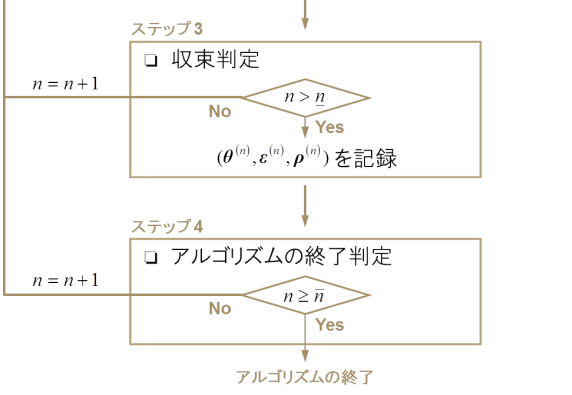 ステップ3
❏ 収束判定
n = n+1
n > n̲
No
Yes
(θ⁽ⁿ⁾, ε⁽ⁿ⁾, ρ⁽ⁿ⁾) を記録
ステップ4
❏ アルゴリズムの終了判定
n = n+1
n ≥ n̅
No
Yes
アルゴリズムの終了